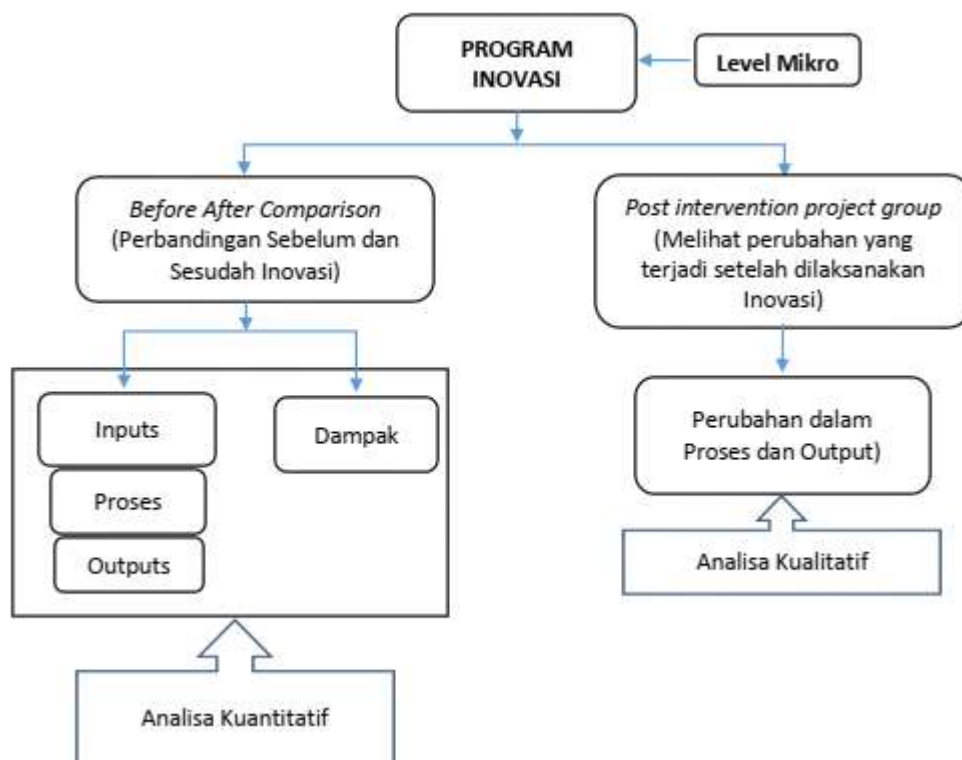 PROGRAM
INOVASI
Level Mikro
Before After Comparison
(Perbandingan Sebelum dan
Sesudah Inovasi)
Post intervention project group
(Melihat perubahan yang
terjadi setelah dilaksanakan
Inovasi)
Inputs
Proses
Outputs
Dampak
Perubahan dalam
Proses dan Output)
Analisa Kualitatif
Analisa Kuantitatif